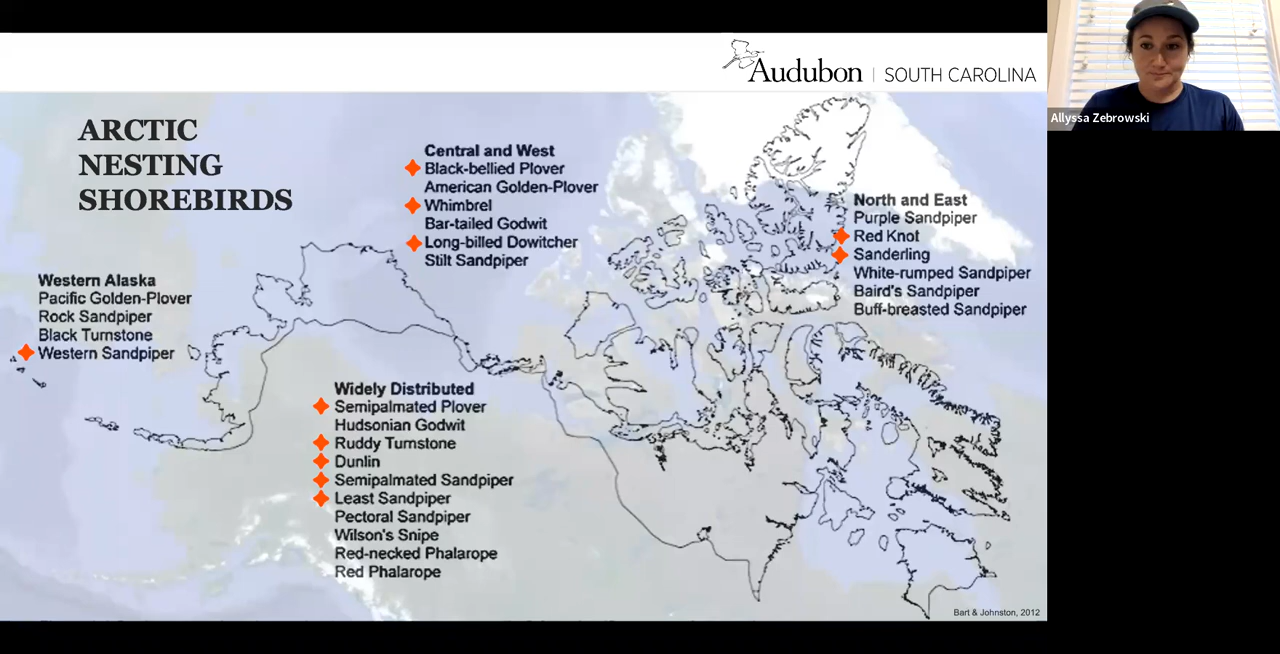 Audubon | SOUTH CAROLINA
Allyssa Zebrowski
ARCTIC
NESTING
SHOREBIRDS
Central and West
Black-bellied Plover
American Golden-Plover
Whimbrel
Bar-tailed Godwit
Long-billed Dowitcher
Stilt Sandpiper
North and East
Purple Sandpiper
Red Knot
Sanderling
White-rumped Sandpiper
Baird's Sandpiper
Buff-breasted Sandpiper
Western Alaska
Pacific Golden-Plover
Rock Sandpiper
Black Turnstone
Western Sandpiper
Widely Distributed
Semipalmated Plover
Hudsonian Godwit
Ruddy Turnstone
Dunlin
Semipalmated Sandpiper
Least Sandpiper
Pectoral Sandpiper
Wilson's Snipe
Red-necked Phalarope
Red Phalarope
Bart & Johnston, 2012